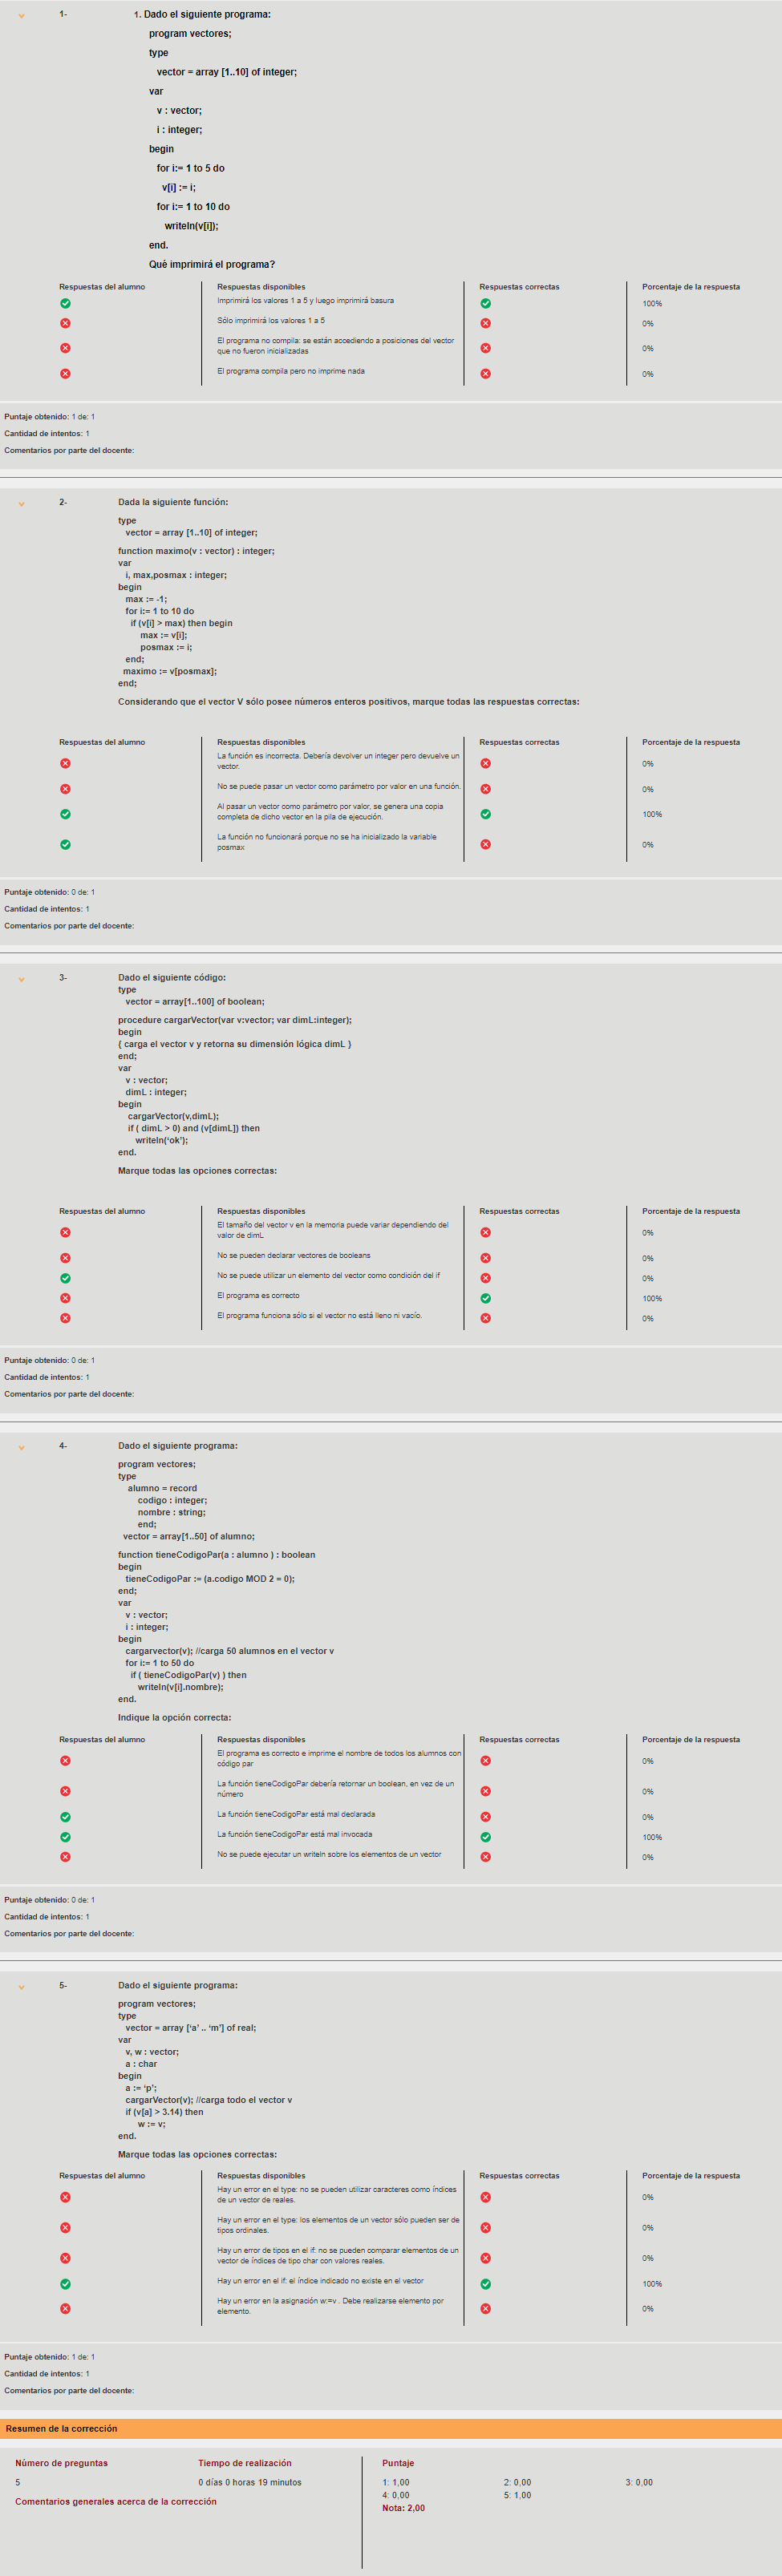 1-
1. Dado el siguiente programa:
program vectores;
type
vector = array [1..10] of integer;
var
v : vector;
i : integer;
begin
for i:= 1 to 5 do
v[i] := i;
for i:= 1 to 10 do
writeln(v[i]);
end.
Qué imprimirá el programa?
Respuestas del alumno Respuestas disponibles Respuestas correctas Porcentaje de la respuesta
Imprimirá los valores 1 a 5 y luego imprimirá basura 100%
Sólo imprimirá los valores 1 a 5 0%
El programa no compila: se están accediendo a posiciones del vector
que no fueron inicializadas 0%
El programa compila pero no imprime nada 0%
Puntaje obtenido: 1 de: 1
Cantidad de intentos: 1
Comentarios por parte del docente:
2- Dada la siguiente función:
type
vector = array [1..10] of integer;
function maximo(v : vector) : integer;
var
i, max,posmax : integer;
begin
max := -1;
for i:= 1 to 10 do
if (v[i] > max) then begin
max := v[i];
posmax := i;
end;
maximo := v[posmax];
end;
Considerando que el vector V sólo posee números enteros positivos, marque todas las respuestas correctas:
Respuestas del alumno Respuestas disponibles Respuestas correctas Porcentaje de la respuesta
La función es incorrecta. Debería devolver un integer pero devuelve un
vector. 0%
No se puede pasar un vector como parámetro por valor en una función. 0%
Al pasar un vector como parámetro por valor, se genera una copia
completa de dicho vector en la pila de ejecución. 100%
La función no funcionará porque no se ha inicializado la variable
posmax 0%
Puntaje obtenido: 0 de: 1
Cantidad de intentos: 1
Comentarios por parte del docente:
3- Dado el siguiente código:
type
vector = array[1..100] of boolean;
procedure cargarVector(var v:vector; var dimL:integer);
begin
{ carga el vector v y retorna su dimensión lógica dimL }
end;
var
v : vector;
dimL : integer;
begin
cargarVector(v,dimL);
if ( dimL > 0) and (v[dimL]) then
writeln(‘ok’);
end.
Marque todas las opciones correctas:
Respuestas del alumno Respuestas disponibles Respuestas correctas Porcentaje de la respuesta
El tamaño del vector v en la memoria puede variar dependiendo del
valor de dimL 0%
No se pueden declarar vectores de booleans 0%
No se puede utilizar un elemento del vector como condición del if 0%
El programa es correcto 100%
El programa funciona sólo si el vector no está lleno ni vacío. 0%
Puntaje obtenido: 0 de: 1
Cantidad de intentos: 1
Comentarios por parte del docente:
4- Dado el siguiente programa:
program vectores;
type
alumno = record
codigo : integer;
nombre : string;
end;
vector = array[1..50] of alumno;
function tieneCodigoPar(a : alumno ) : boolean
begin
tieneCodigoPar := (a.codigo MOD 2 = 0);
end;
var
v : vector;
i : integer;
begin
cargarvector(v); //carga 50 alumnos en el vector v
for i:= 1 to 50 do
if ( tieneCodigoPar(v) ) then
writeln(v[i].nombre);
end.
Indique la opción correcta:
Respuestas del alumno Respuestas disponibles Respuestas correctas Porcentaje de la respuesta
El programa es correcto e imprime el nombre de todos los alumnos con
código par 0%
La función tieneCodigoPar debería retornar un boolean, en vez de un
número 0%
La función tieneCodigoPar está mal declarada 0%
La función tieneCodigoPar está mal invocada 100%
No se puede ejecutar un writeln sobre los elementos de un vector 0%
Puntaje obtenido: 0 de: 1
Cantidad de intentos: 1
Comentarios por parte del docente:
5- Dado el siguiente programa:
program vectores;
type
vector = array [‘a’ .. ‘m’] of real;
var
v, w : vector;
a : char
begin
a := ‘p’;
cargarVector(v); //carga todo el vector v
if (v[a] > 3.14) then
w := v;
end.
Marque todas las opciones correctas:
Respuestas del alumno Respuestas disponibles Respuestas correctas Porcentaje de la respuesta
Hay un error en el type: no se pueden utilizar caracteres como índices
de un vector de reales. 0%
Hay un error en el type: los elementos de un vector sólo pueden ser de
tipos ordinales. 0%
Hay un error de tipos en el if: no se pueden comparar elementos de un
vector de índices de tipo char con valores reales. 0%
Hay un error en el if: el índice indicado no existe en el vector 100%
Hay un error en la asignación w:=v . Debe realizarse elemento por
elemento. 0%
Puntaje obtenido: 1 de: 1
Cantidad de intentos: 1
Comentarios por parte del docente:
Resumen de la corrección
Número de preguntas Tiempo de realización Puntaje
5 0 días 0 horas 19 minutos 1: 1,00 2: 0,00 3: 0,00
4: 0,00 5: 1,00
Comentarios generales acerca de la corrección Nota: 2,00